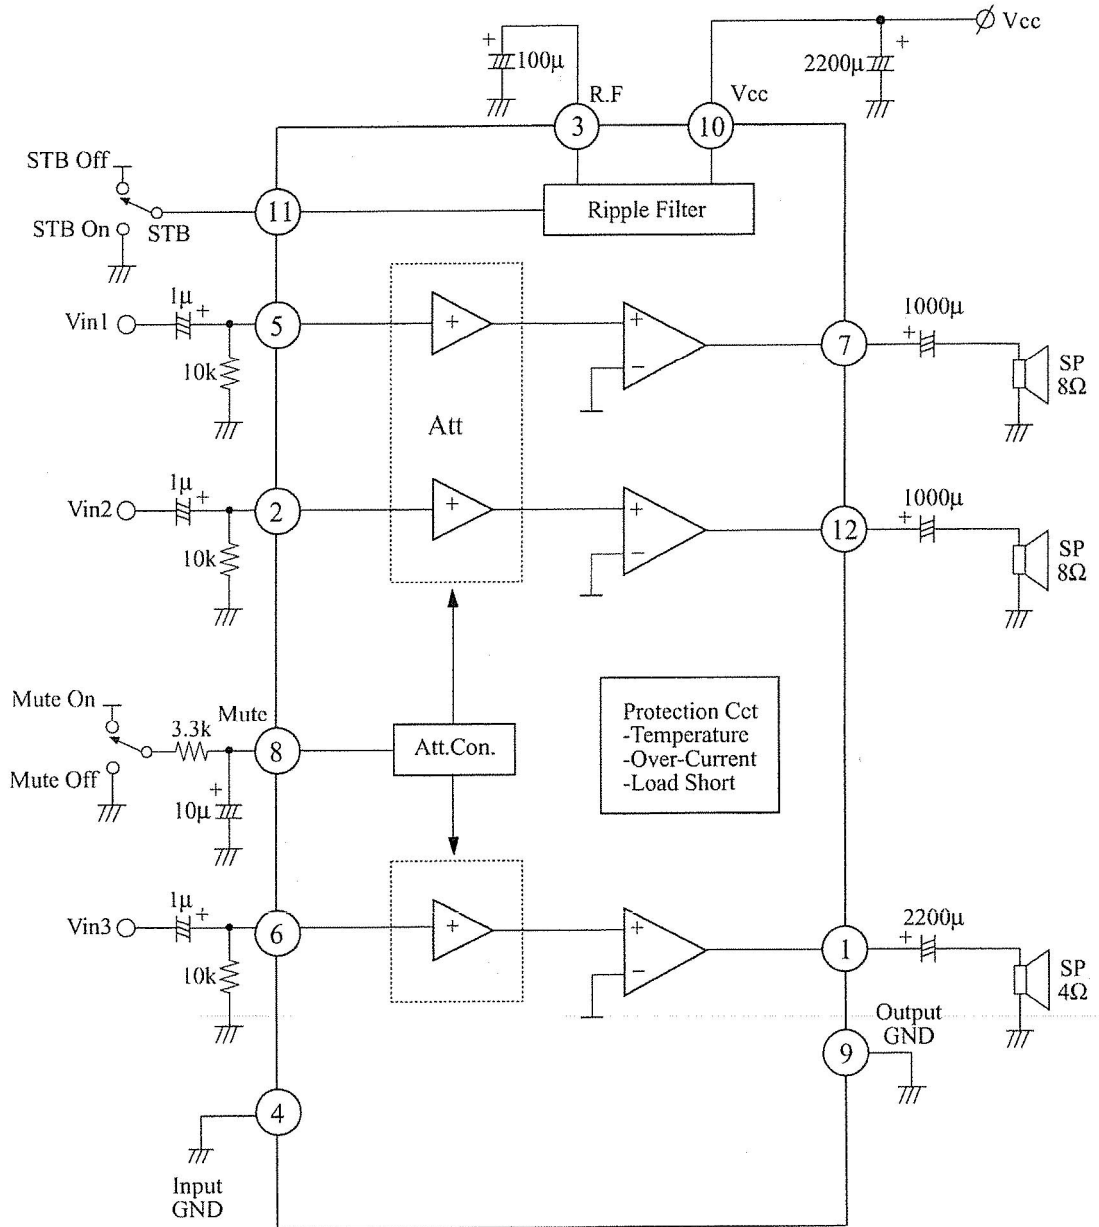 Vcc
100μ
2200μ
R.F
Vcc
3
10
STB Off
11
Ripple Filter
STB On
STB
1μ
1000μ
Vin1
5
7
10k
SP
8Ω
Att
1μ
1000μ
Vin2
2
12
10k
SP
8Ω
Mute On
Mute
3.3k
8
Att.Con.
Mute Off
10μ
Protection Cct
-Temperature
-Over-Current
-Load Short
1μ
2200μ
Vin3
6
1
10k
SP
4Ω
Output
GND
9
4
Input
GND